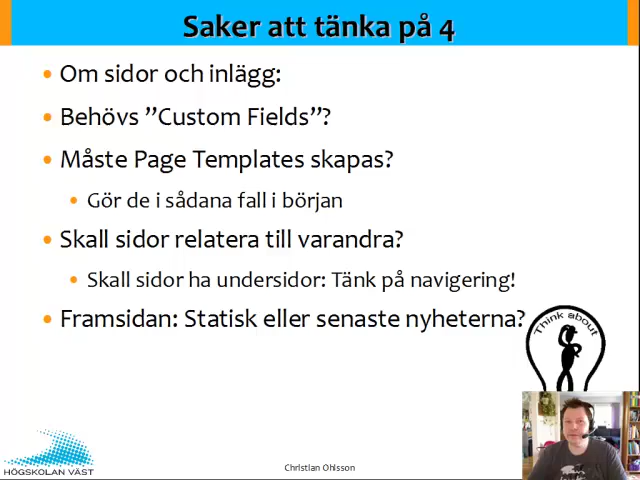 Saker att tänka på 4
Om sidor och inlägg:
Behövs ”Custom Fields”?
Måste Page Templates skapas?
Gör de i sådana fall i början
Skall sidor relatera till varandra?
Skall sidor ha undersidor: Tänk på navigering!
Framsidan: Statisk eller senaste nyheterna?
Think about
HÖGSKOLAN VÄST
Christian Ohlsson